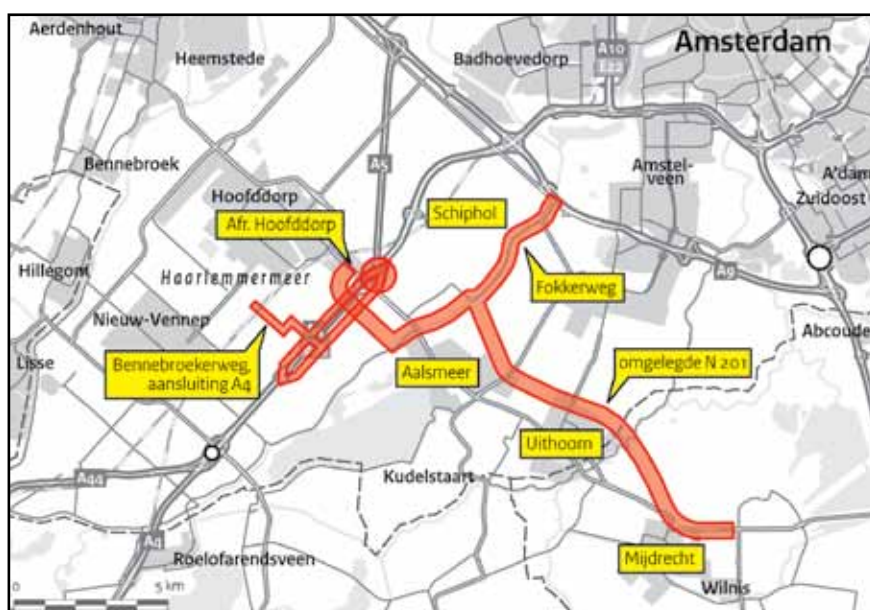 Aerdenhout
Heemstede
Badhoevedorp
A10
Amsterdam
Bennebroek
A5
Amstel-
veen
A'dam
Zuidoost
Hoofddorp
Schiphol
Afr. Hoofddorp
Hillegom
Haarlemmermeer
Fokkerweg
A9
Nieuw-Vennep
Abcoude
Lisse
Bennebroekerweg,
aansluiting A4
Aalsmeer
omgelegde N 201
Uithoorn
Kudelstaart
A44
A4
Roelofarendsveen
Mijdrecht
Wilnis
0
5 km